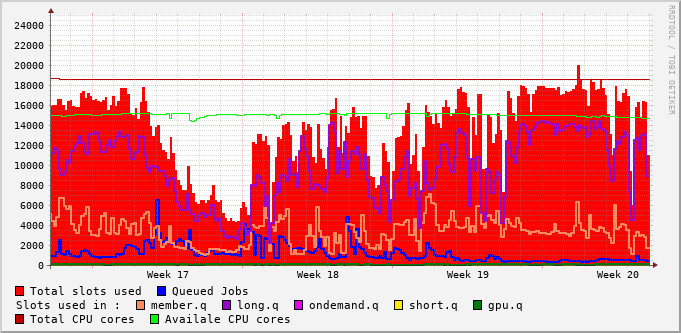 24000
22000
20000
18000
16000
14000
12000
10000
8000
6000
4000
2000
0
Week 17 Week 18 Week 19 Week 20
Total slots used Queued Jobs
Slots used in : member.q long.q ondemand.q short.q gpu.q
Total CPU cores Availale CPU cores
RRDTOOL / TOBI OETIKER